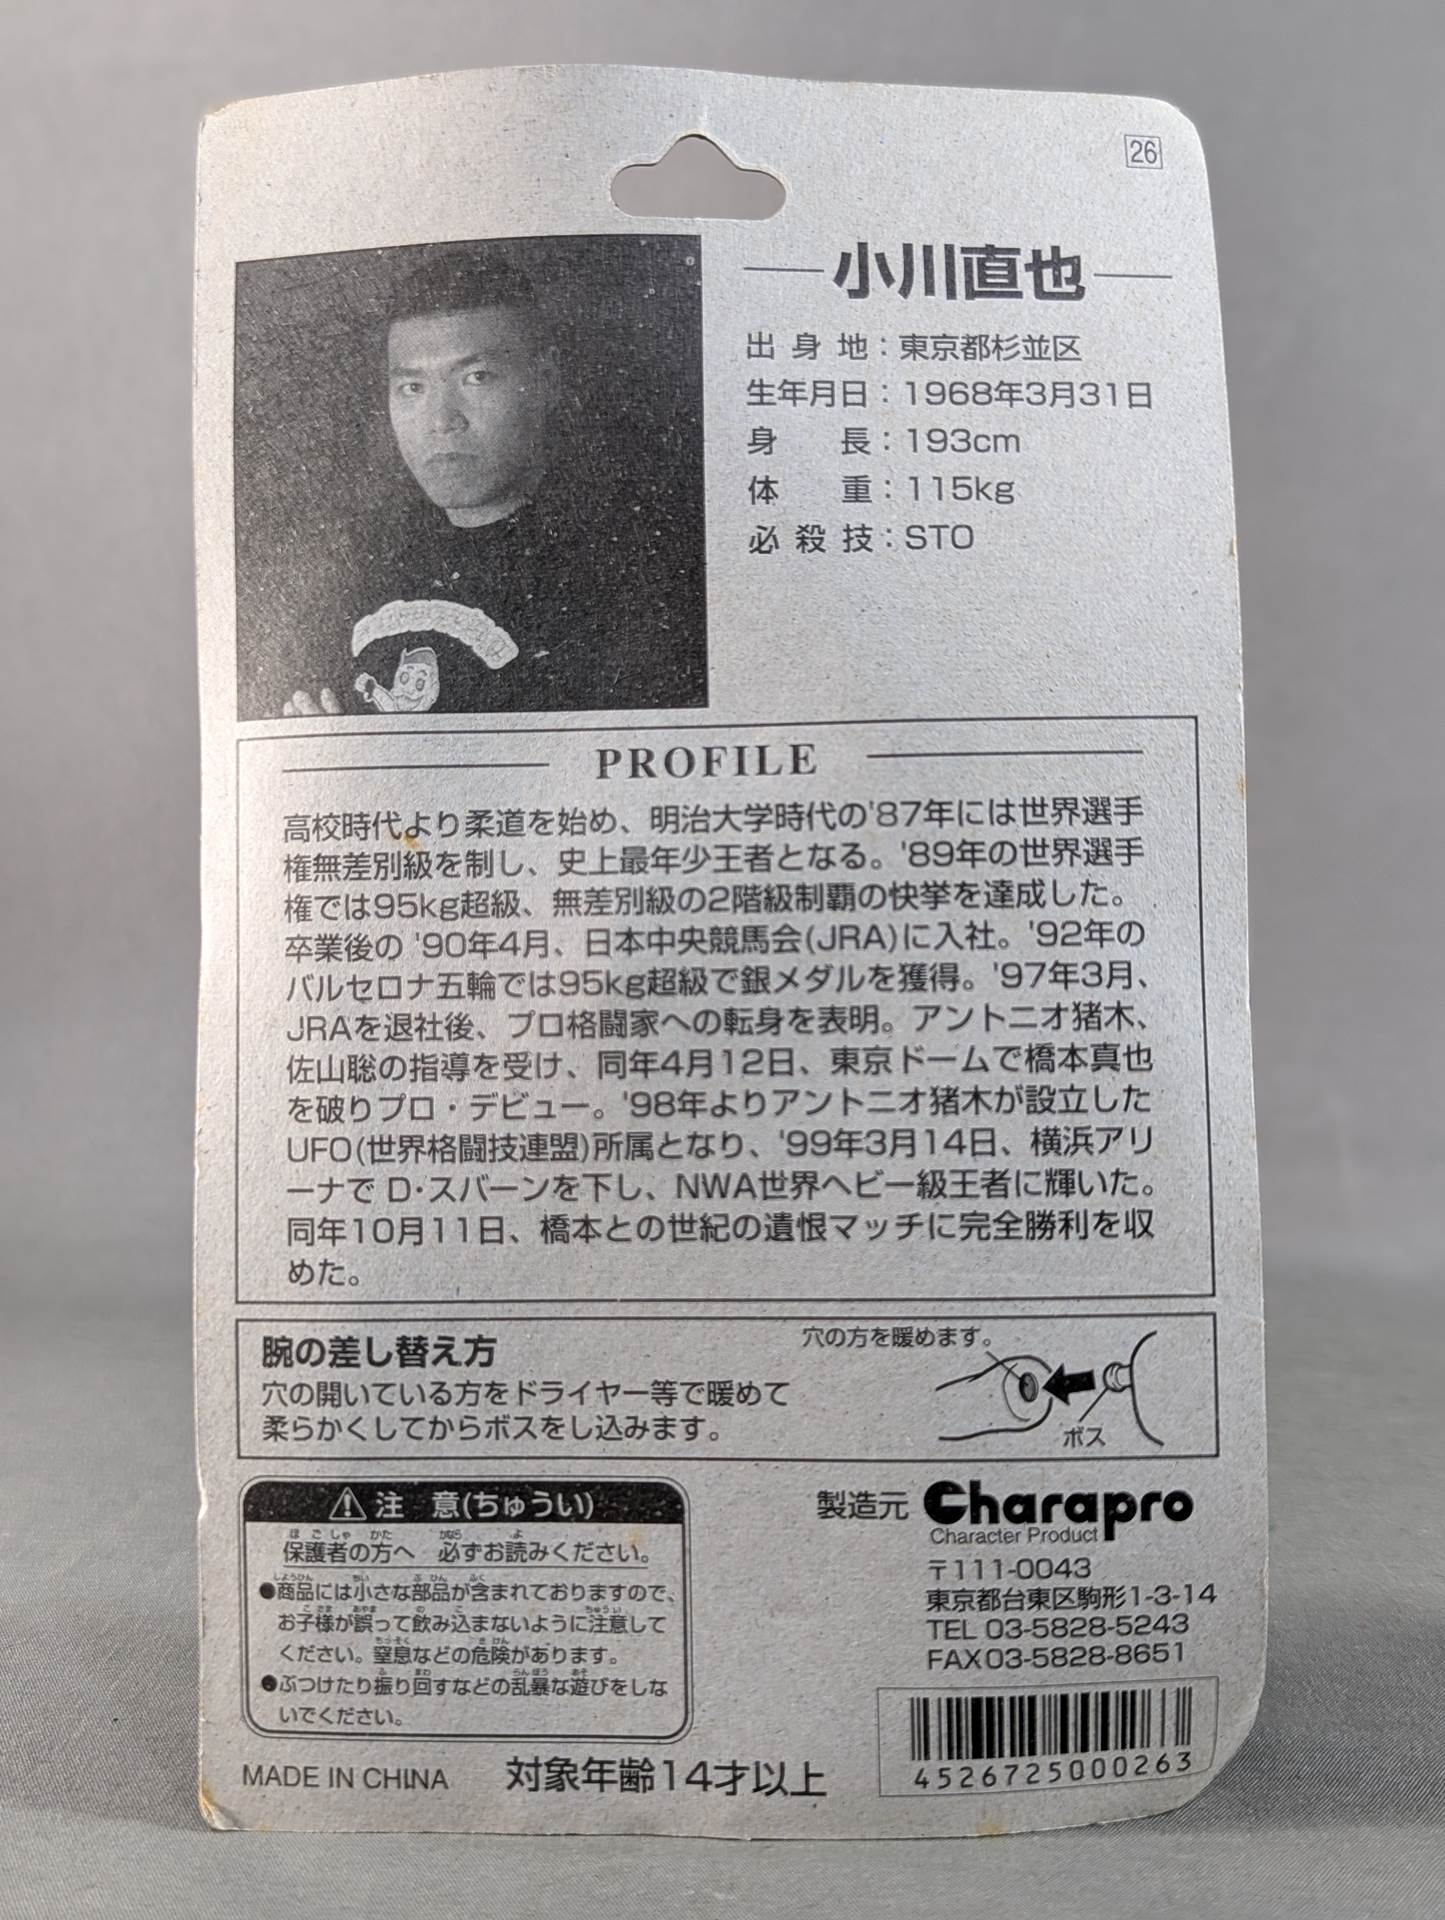 26
小川直也
出身地：東京都杉並区
生年月日：1968年3月31日
身長：193cm
体重：115kg
必殺技：STO
PROFILE
高校時代より柔道を始め、明治大学時代の'87年には世界選手
権無差別級を制し、史上最年少王者となる。'89年の世界選手
権では95kg超級、無差別級の2階級制覇の快挙を達成した。
卒業後の '90年4月、日本中央競馬会(JRA)に入社。'92年の
バルセロナ五輪では95kg超級で銀メダルを獲得。'97年3月、
JRAを退社後、プロ格闘家への転身を表明。アントニオ猪木、
佐山聡の指導を受け、同年4月12日、東京ドームで橋本真也
を破りプロ・デビュー。'98年よりアントニオ猪木が設立した
UFO(世界格闘技連盟)所属となり、'99年3月14日、横浜アリ
ーナで D・スバーンを下し、NWA世界ヘビー級王者に輝いた。
同年10月11日、橋本との世紀の遺恨マッチに完全勝利を収
めた。
腕の差し替え方
穴の開いている方をドライヤー等で暖めて
柔らかくしてからボスをし込みます。
穴の方を暖めます。
ボス
注 意(ちゅうい)
保護者の方へ 必ずお読みください。
●商品には小さな部品が含まれておりますので、
お子様が誤って飲み込まないように注意して
ください。窒息などの危険があります。
●ぶつけたり振り回すなどの乱暴な遊びをしな
いでください。
MADE IN CHINA
対象年齢14才以上
製造元 Charapro
Character Product
〒111-0043
東京都台東区駒形1-3-14
TEL 03-5828-5243
FAX03-5828-8651
4526725000263